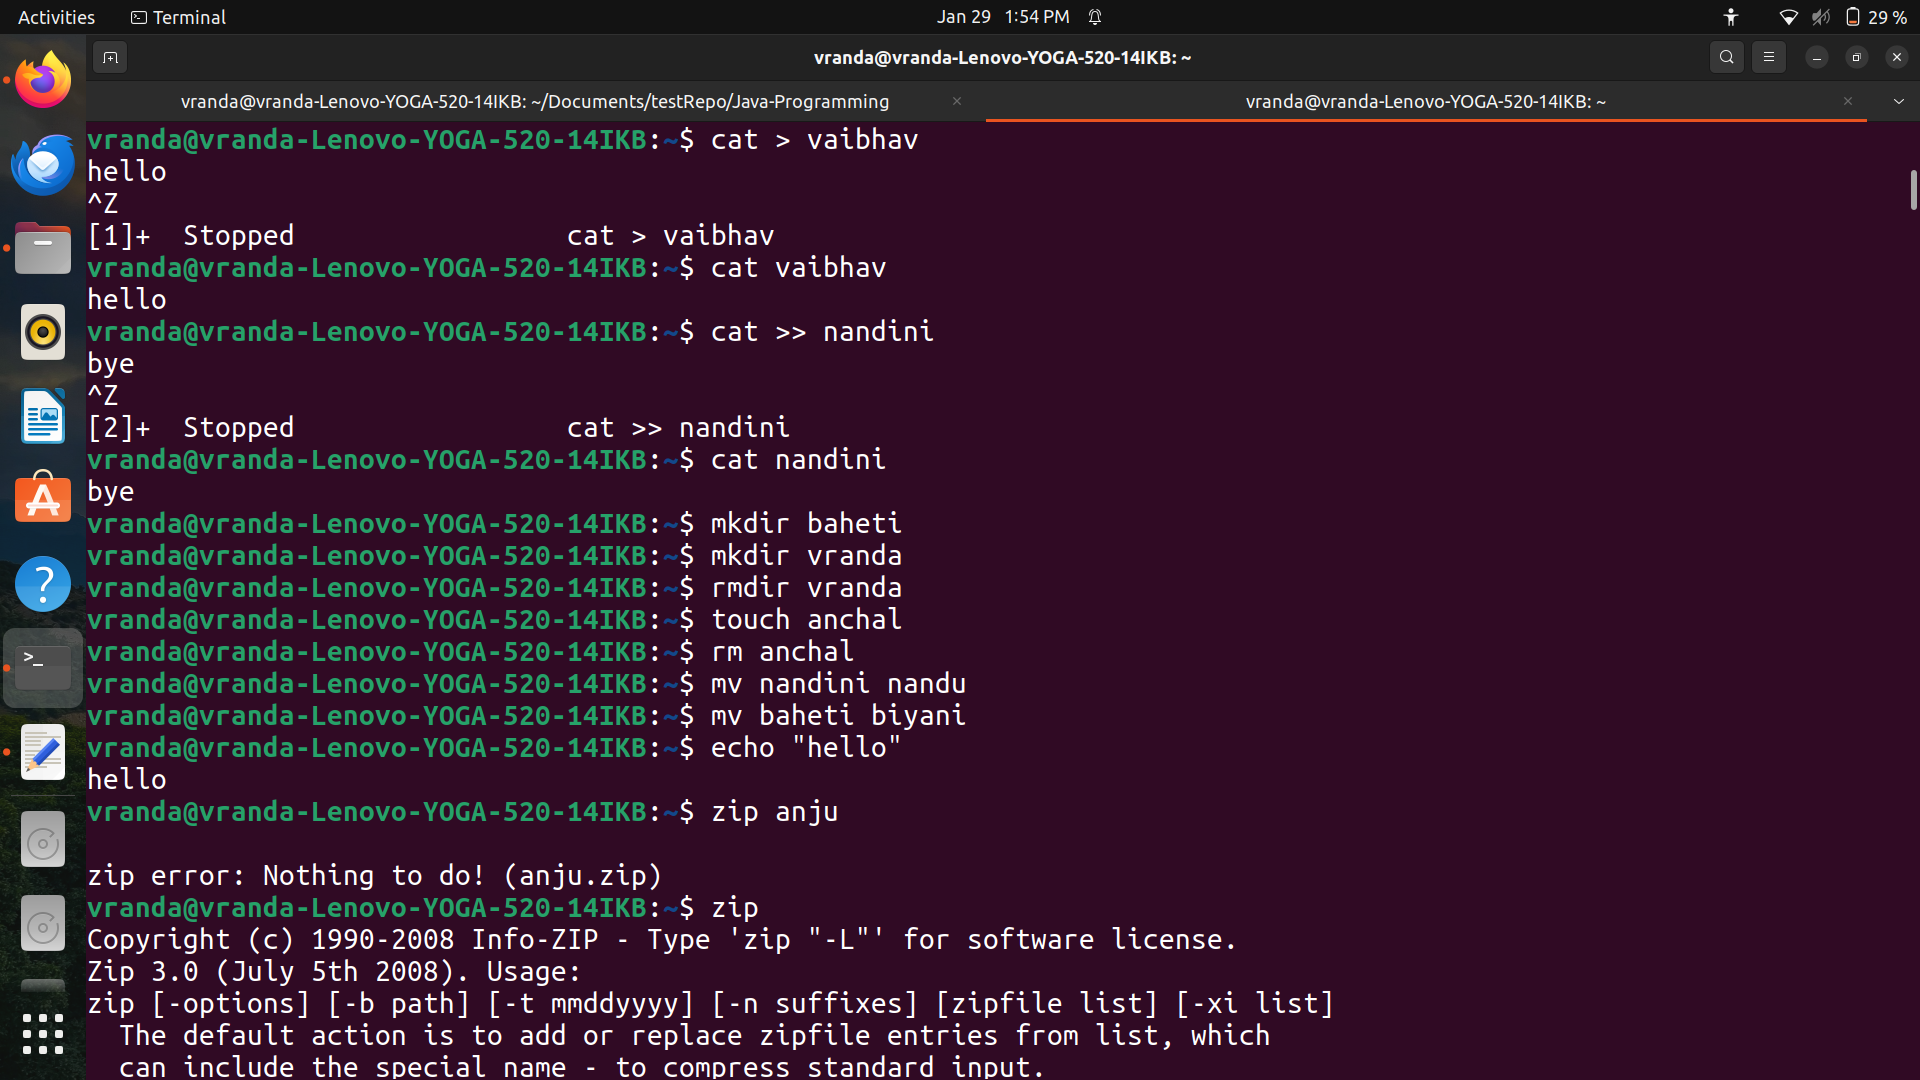 Activities
Terminal
Jan 29 1:54 PM
29 %
vranda@vranda-Lenovo-YOGA-520-14IKB: ~
vranda@vranda-Lenovo-YOGA-520-14IKB: ~/Documents/testRepo/Java-Programming
vranda@vranda-Lenovo-YOGA-520-14IKB: ~
vranda@vranda-Lenovo-YOGA-520-14IKB:~$ cat > vaibhav
hello
^Z
[1]+  Stopped                 cat > vaibhav
vranda@vranda-Lenovo-YOGA-520-14IKB:~$ cat vaibhav
hello
vranda@vranda-Lenovo-YOGA-520-14IKB:~$ cat >> nandini
bye
^Z
[2]+  Stopped                 cat >> nandini
vranda@vranda-Lenovo-YOGA-520-14IKB:~$ cat nandini
bye
vranda@vranda-Lenovo-YOGA-520-14IKB:~$ mkdir baheti
vranda@vranda-Lenovo-YOGA-520-14IKB:~$ mkdir vranda
vranda@vranda-Lenovo-YOGA-520-14IKB:~$ rmdir vranda
vranda@vranda-Lenovo-YOGA-520-14IKB:~$ touch anchal
vranda@vranda-Lenovo-YOGA-520-14IKB:~$ rm anchal
vranda@vranda-Lenovo-YOGA-520-14IKB:~$ mv nandini nandu
vranda@vranda-Lenovo-YOGA-520-14IKB:~$ mv baheti biyani
vranda@vranda-Lenovo-YOGA-520-14IKB:~$ echo "hello"
hello
vranda@vranda-Lenovo-YOGA-520-14IKB:~$ zip anju
zip error: Nothing to do! (anju.zip)
vranda@vranda-Lenovo-YOGA-520-14IKB:~$ zip
Copyright (c) 1990-2008 Info-ZIP - Type 'zip "-L"' for software license.
Zip 3.0 (July 5th 2008). Usage:
zip [-options] [-b path] [-t mmddyyyy] [-n suffixes] [zipfile list] [-xi list]
  The default action is to add or replace zipfile entries from list, which
  can include the special name - to compress standard input.